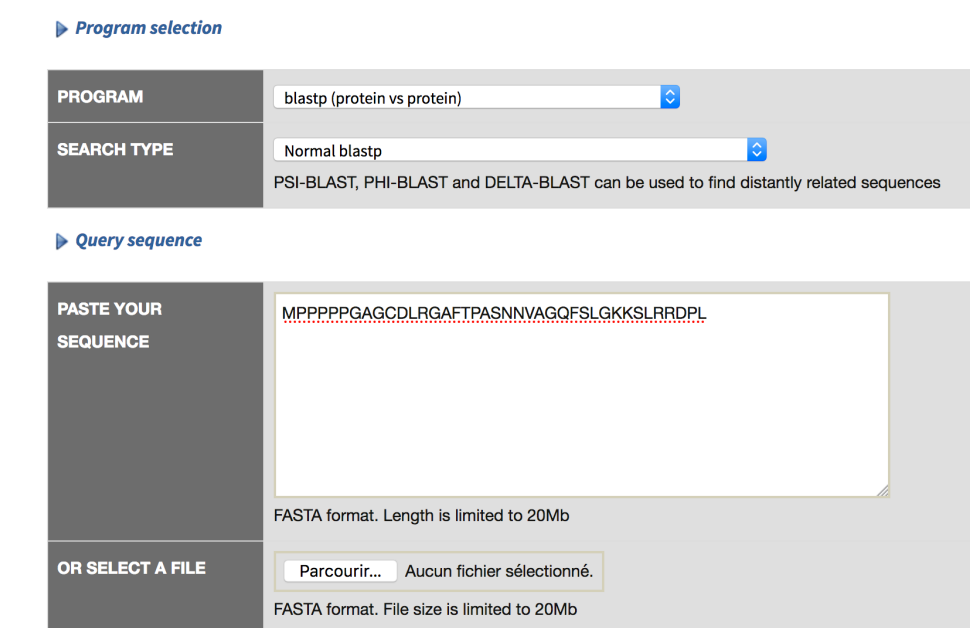 Program selection
PROGRAM
blastp (protein vs protein)
SEARCH TYPE
Normal blastp
PSI-BLAST, PHI-BLAST and DELTA-BLAST can be used to find distantly related sequences
Query sequence
PASTE YOUR
SEQUENCE
MPPPPPGAGCDLRGAFTPASNNVAGQFSLGKKSLRRDPL
FASTA format. Length is limited to 20Mb
OR SELECT A FILE
Parcourir... Aucun fichier sélectionné.
FASTA format. File size is limited to 20Mb